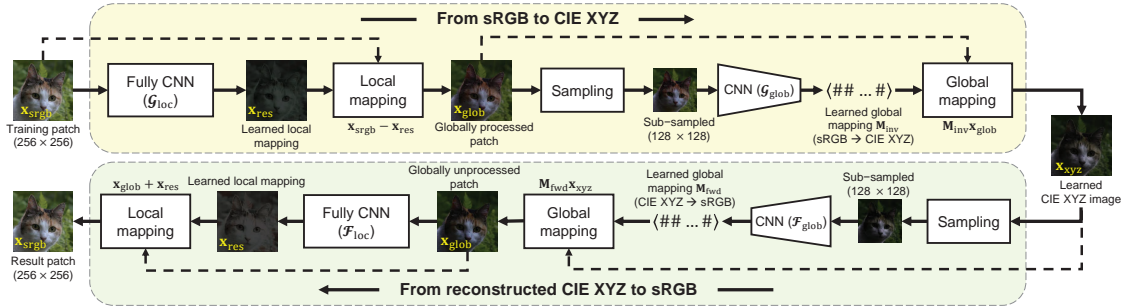 From sRGB to CIE XYZ
x_srgb
Training patch
(256 × 256)
Fully CNN
(𝒢_loc)
x_res
Learned local
mapping
Local
mapping
x_srgb − x_res
x_glob
Globally processed
patch
Sampling
Sub−sampled
(128 × 128)
CNN (𝒢_glob)
⟨## ... #⟩
Learned global
mapping M_inv
(sRGB → CIE XYZ)
Global
mapping
M_inv x_glob
x_xyz
Learned
CIE XYZ image
x_srgb
Result patch
(256 × 256)
x_glob + x_res
Local
mapping
Learned local mapping
x_res
Fully CNN
(ℱ_loc)
Globally unprocessed
patch
x_glob
M_fwd x_xyz
Global
mapping
Learned global
mapping M_fwd
(CIE XYZ → sRGB)
⟨## ... #⟩
CNN (ℱ_glob)
Sub−sampled
(128 × 128)
Sampling
From reconstructed CIE XYZ to sRGB